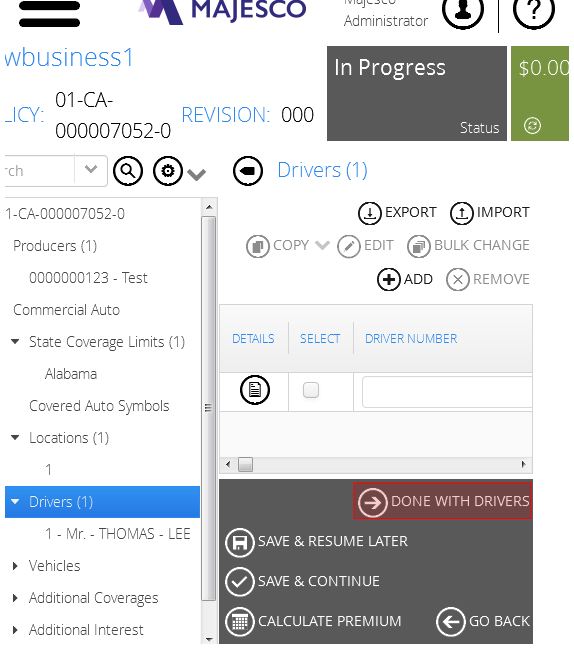 MAJESCO
Majesco
Administrator
?
wbusiness1
LICY: 01-CA-
000007052-0
REVISION: 000
In Progress
Status
$0.00
rch
Drivers (1)
1-CA-000007052-0
Producers (1)
0000000123 - Test
Commercial Auto
State Coverage Limits (1)
Alabama
Covered Auto Symbols
Locations (1)
1
Drivers (1)
1 - Mr. - THOMAS - LEE
Vehicles
Additional Coverages
Additional Interest
EXPORT IMPORT
COPY EDIT BULK CHANGE
ADD REMOVE
DETAILS SELECT DRIVER NUMBER
DONE WITH DRIVERS
SAVE & RESUME LATER
SAVE & CONTINUE
CALCULATE PREMIUM GO BACK